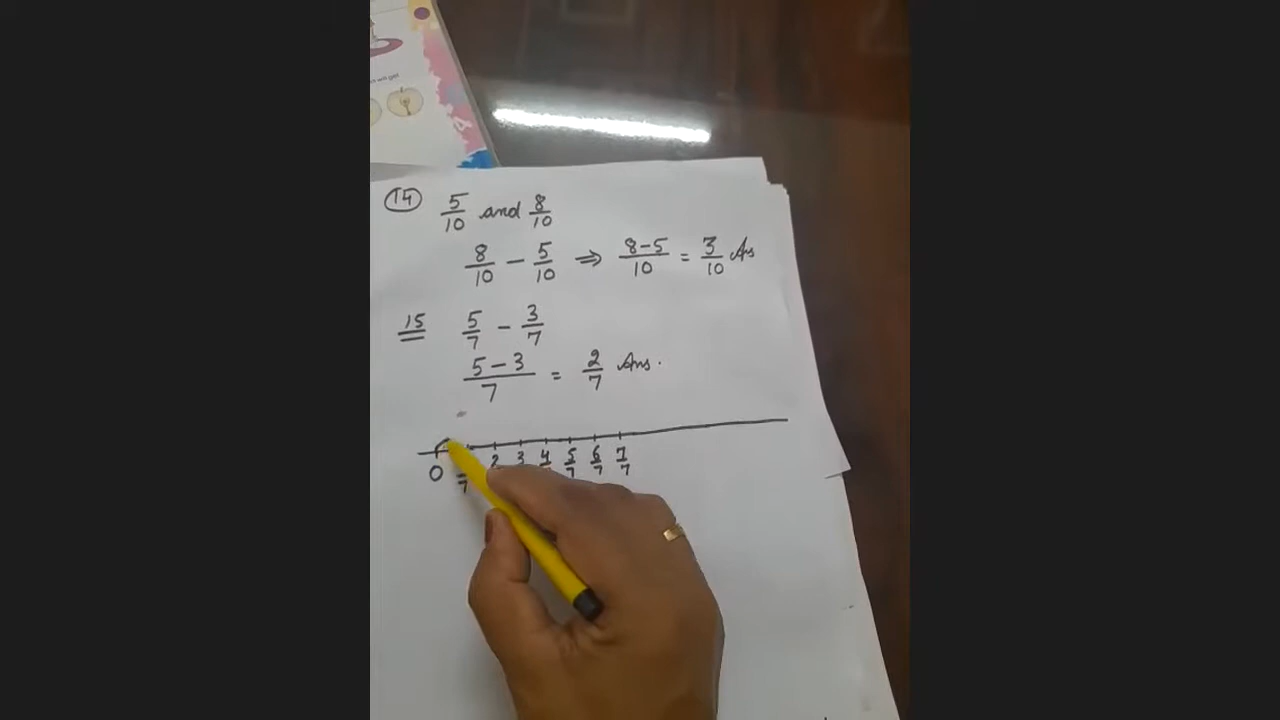 14 5/10 and 8/10
8/10 - 5/10 ⇒ 8-5/10 = 3/10 Ans
15 5/7 - 3/7
5-3/7 = 2/7 Ans.
0 2 3 4 5/7 6/7 7/7